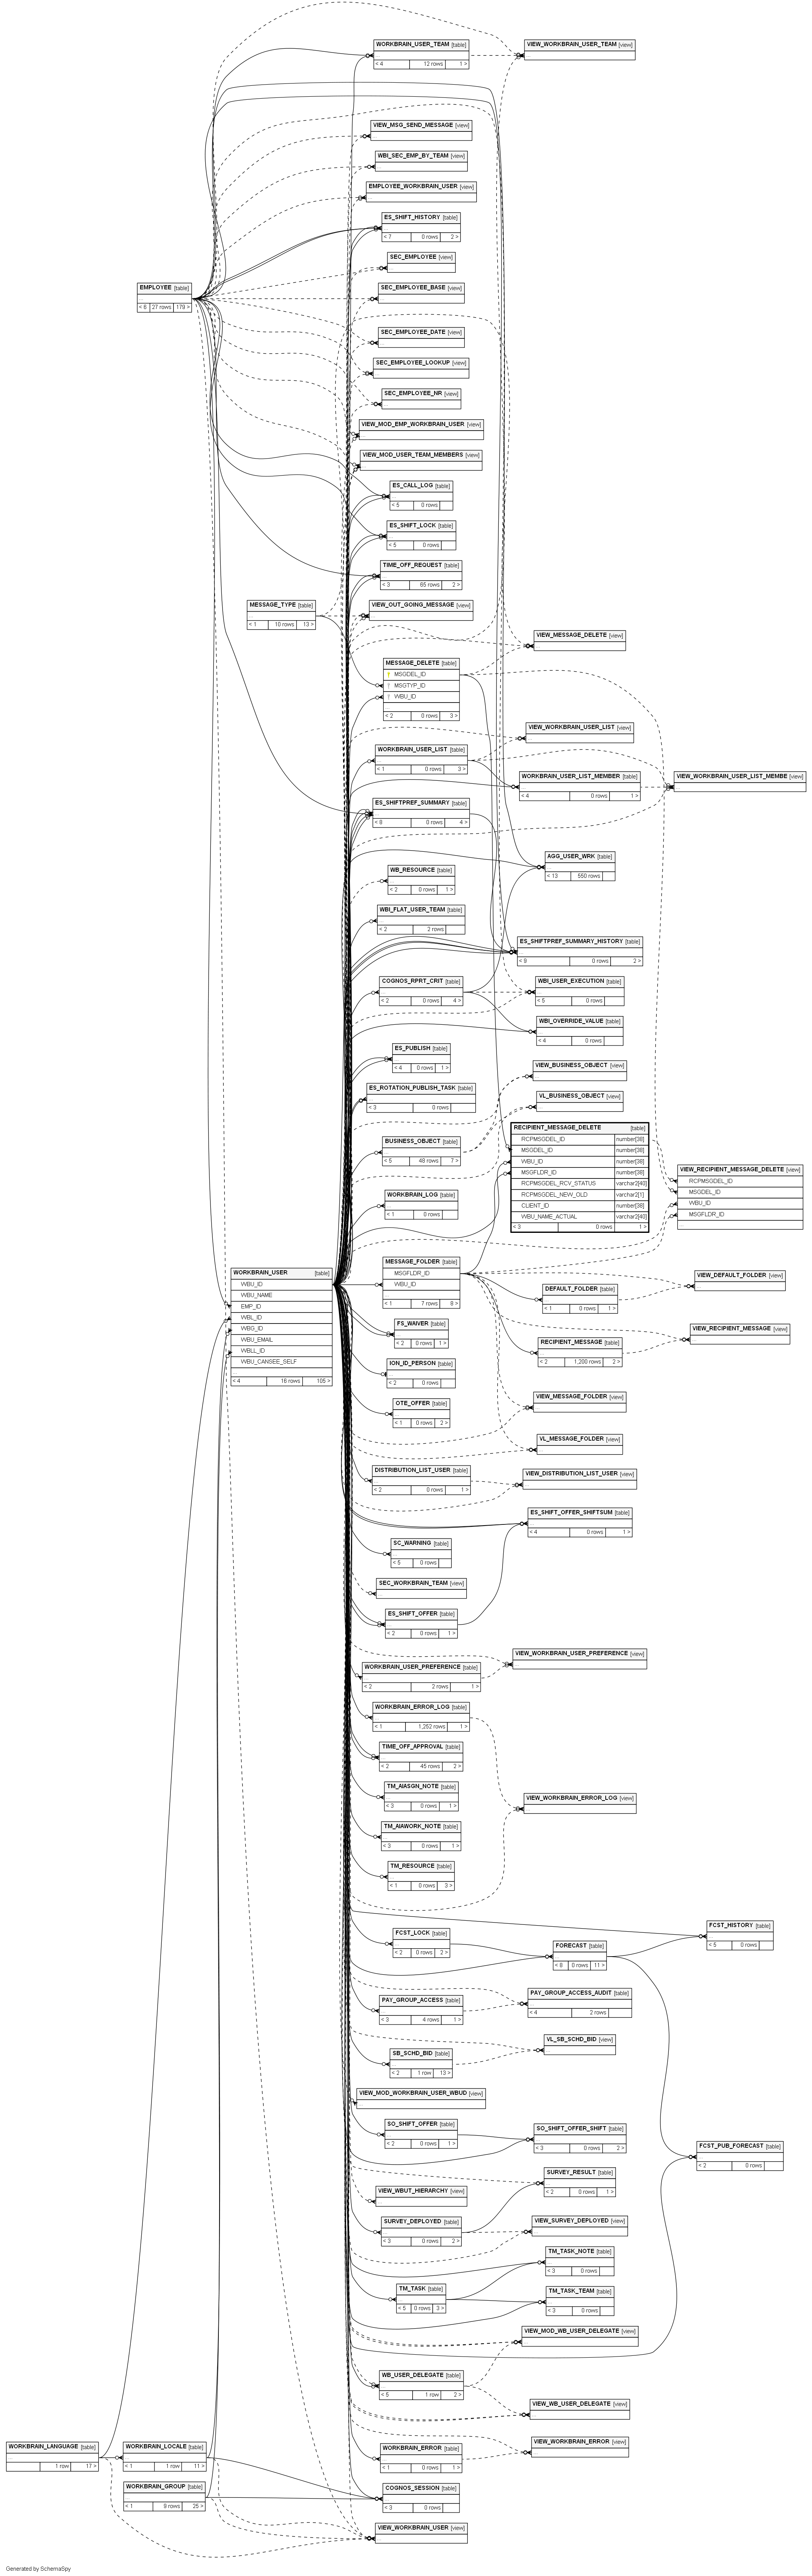 WORKBRAIN_USER_TEAM [table]
...
< 4 12 rows 1 >
VIEW_WORKBRAIN_USER_TEAM [view]
...
VIEW_MSG_SEND_MESSAGE [view]
...
WBI_SEC_EMP_BY_TEAM [view]
...
EMPLOYEE_WORKBRAIN_USER [view]
...
ES_SHIFT_HISTORY [table]
...
< 7 0 rows 2 >
SEC_EMPLOYEE [view]
...
EMPLOYEE [table]
...
< 6 27 rows 179 >
SEC_EMPLOYEE_BASE [view]
...
SEC_EMPLOYEE_DATE [view]
...
SEC_EMPLOYEE_LOOKUP [view]
...
SEC_EMPLOYEE_NR [view]
...
VIEW_MOD_EMP_WORKBRAIN_USER [view]
...
VIEW_MOD_USER_TEAM_MEMBERS [view]
...
ES_CALL_LOG [table]
...
< 5 0 rows
ES_SHIFT_LOCK [table]
...
< 5 0 rows
TIME_OFF_REQUEST [table]
...
< 3 65 rows 2 >
MESSAGE_TYPE [table]
...
< 1 10 rows 13 >
VIEW_OUT_GOING_MESSAGE [view]
...
VIEW_MESSAGE_DELETE [view]
...
MESSAGE_DELETE [table]
MSGDEL_ID
MSGTYP_ID
WBU_ID
< 2 0 rows 3 >
VIEW_WORKBRAIN_USER_LIST [view]
...
WORKBRAIN_USER_LIST [table]
...
< 1 0 rows 3 >
WORKBRAIN_USER_LIST_MEMBER [table]
...
< 4 0 rows 1 >
VIEW_WORKBRAIN_USER_LIST_MEMBE [view]
...
ES_SHIFTPREF_SUMMARY [table]
...
< 8 0 rows 4 >
AGG_USER_WRK [table]
...
< 13 550 rows
WB_RESOURCE [table]
...
< 2 0 rows 1 >
WBI_FLAT_USER_TEAM [table]
...
< 2 2 rows
ES_SHIFTPREF_SUMMARY_HISTORY [table]
...
< 9 0 rows 2 >
COGNOS_RPRT_CRIT [table]
...
< 2 0 rows 4 >
WBI_USER_EXECUTION [table]
...
< 5 0 rows
WBI_OVERRIDE_VALUE [table]
...
< 4 0 rows
ES_PUBLISH [table]
...
< 4 0 rows 1 >
VIEW_BUSINESS_OBJECT [view]
...
ES_ROTATION_PUBLISH_TASK [table]
...
< 3 0 rows
VL_BUSINESS_OBJECT [view]
...
BUSINESS_OBJECT [table]
...
< 5 48 rows 7 >
RECIPIENT_MESSAGE_DELETE [table]
RCPMSGDEL_ID number[38]
MSGDEL_ID number[38]
WBU_ID number[38]
MSGFLDR_ID number[38]
RCPMSGDEL_RCV_STATUS varchar2[40]
RCPMSGDEL_NEW_OLD varchar2[1]
CLIENT_ID number[38]
WBU_NAME_ACTUAL varchar2[40]
< 3 0 rows 1 >
VIEW_RECIPIENT_MESSAGE_DELETE [view]
RCPMSGDEL_ID
MSGDEL_ID
WBU_ID
MSGFLDR_ID
WORKBRAIN_LOG [table]
...
< 1 0 rows
MESSAGE_FOLDER [table]
MSGFLDR_ID
WBU_ID
< 1 7 rows 8 >
WORKBRAIN_USER [table]
WBU_ID
WBU_NAME
EMP_ID
WBL_ID
WBG_ID
WBU_EMAIL
WBLL_ID
WBU_CANSEE_SELF
< 4 16 rows 105 >
VIEW_DEFAULT_FOLDER [view]
...
DEFAULT_FOLDER [table]
...
< 1 0 rows 1 >
FS_WAIVER [table]
...
< 2 0 rows 1 >
VIEW_RECIPIENT_MESSAGE [view]
...
RECIPIENT_MESSAGE [table]
...
< 2 1,200 rows 2 >
ION_ID_PERSON [table]
...
< 2 0 rows
VIEW_MESSAGE_FOLDER [view]
...
OTE_OFFER [table]
...
< 1 0 rows 2 >
VL_MESSAGE_FOLDER [view]
...
DISTRIBUTION_LIST_USER [table]
...
< 2 0 rows 1 >
VIEW_DISTRIBUTION_LIST_USER [view]
...
ES_SHIFT_OFFER_SHIFTSUM [table]
...
< 4 0 rows 1 >
SC_WARNING [table]
...
< 5 0 rows
SEC_WORKBRAIN_TEAM [view]
...
ES_SHIFT_OFFER [table]
...
< 2 0 rows 1 >
VIEW_WORKBRAIN_USER_PREFERENCE [view]
...
WORKBRAIN_USER_PREFERENCE [table]
...
< 2 2 rows 1 >
WORKBRAIN_ERROR_LOG [table]
...
< 1 1,252 rows 1 >
TIME_OFF_APPROVAL [table]
...
< 2 45 rows 2 >
TM_AIASGN_NOTE [table]
...
< 3 0 rows 1 >
VIEW_WORKBRAIN_ERROR_LOG [view]
...
TM_AIAWORK_NOTE [table]
...
< 3 0 rows 1 >
TM_RESOURCE [table]
...
< 1 0 rows 3 >
FCST_HISTORY [table]
...
< 5 0 rows
FCST_LOCK [table]
...
< 2 0 rows 2 >
FORECAST [table]
...
< 8 0 rows 11 >
PAY_GROUP_ACCESS_AUDIT [table]
...
< 4 2 rows
PAY_GROUP_ACCESS [table]
...
< 3 4 rows 1 >
VL_SB_SCHD_BID [view]
...
SB_SCHD_BID [table]
...
< 2 1 row 13 >
VIEW_MOD_WORKBRAIN_USER_WBUD [view]
...
SO_SHIFT_OFFER [table]
...
< 2 0 rows 1 >
SO_SHIFT_OFFER_SHIFT [table]
...
< 3 0 rows 2 >
FCST_PUB_FORECAST [table]
...
< 2 0 rows
SURVEY_RESULT [table]
...
< 2 0 rows 1 >
VIEW_WBUT_HIERARCHY [view]
...
SURVEY_DEPLOYED [table]
...
< 3 0 rows 2 >
VIEW_SURVEY_DEPLOYED [view]
...
TM_TASK_NOTE [table]
...
< 3 0 rows
TM_TASK [table]
...
< 5 0 rows 3 >
TM_TASK_TEAM [table]
...
< 3 0 rows
VIEW_MOD_WB_USER_DELEGATE [view]
...
WB_USER_DELEGATE [table]
...
< 5 1 row 2 >
VIEW_WB_USER_DELEGATE [view]
...
VIEW_WORKBRAIN_ERROR [view]
...
WORKBRAIN_LANGUAGE [table]
...
1 row 17 >
WORKBRAIN_LOCALE [table]
...
< 1 1 row 11 >
WORKBRAIN_ERROR [table]
...
< 1 0 rows 1 >
WORKBRAIN_GROUP [table]
...
< 1 9 rows 25 >
COGNOS_SESSION [table]
...
< 3 0 rows
VIEW_WORKBRAIN_USER [view]
...
Generated by SchemaSpy